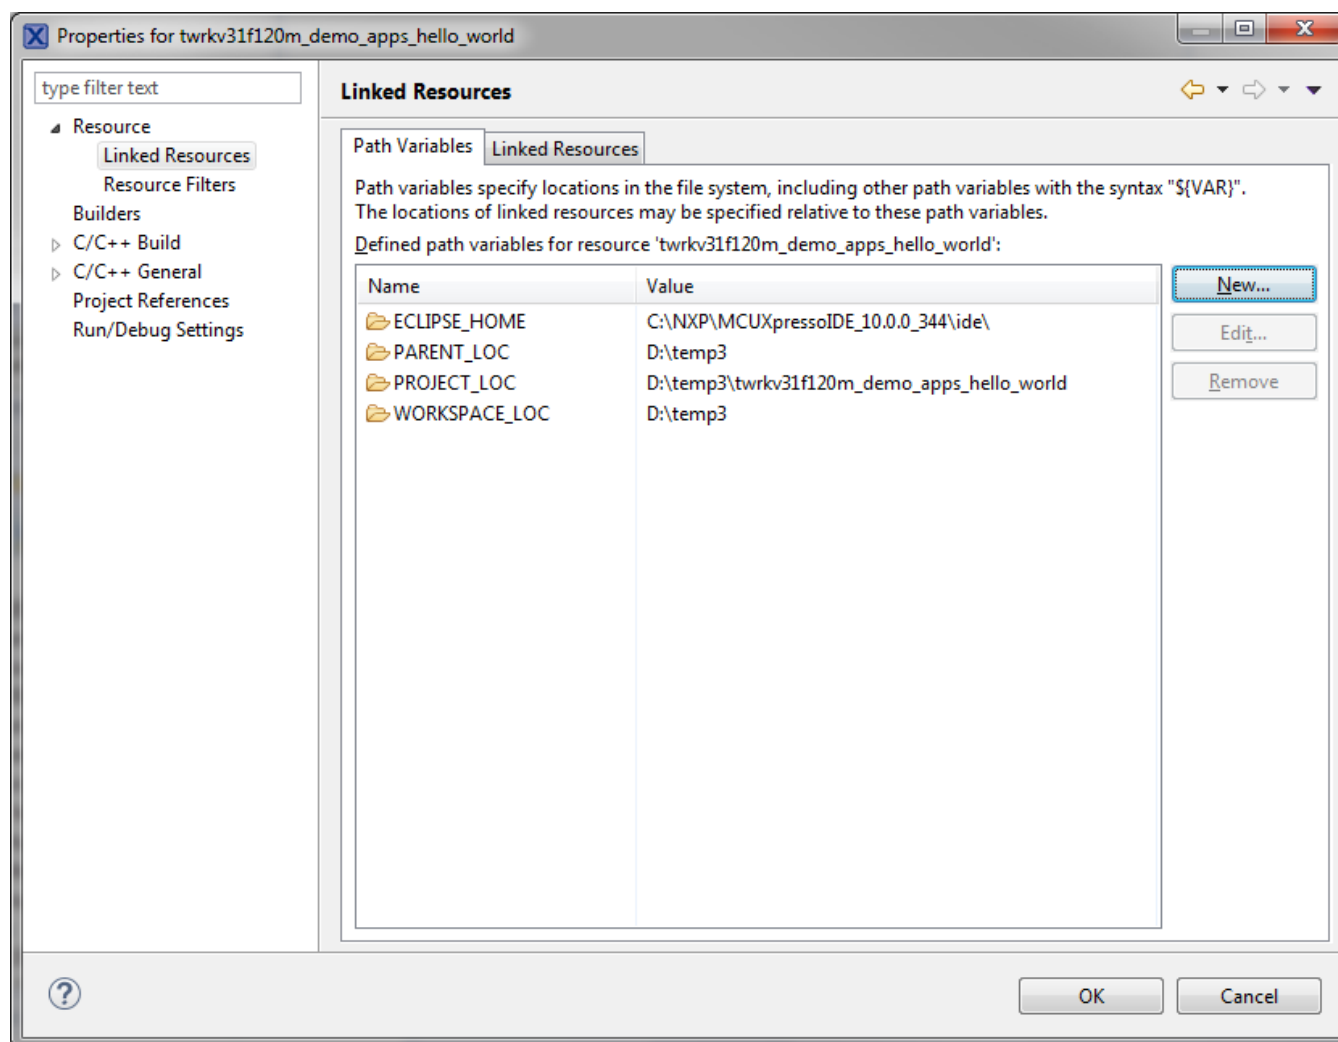 Properties for twrkv31f120m_demo_apps_hello_world
type filter text
Resource
Linked Resources
Resource Filters
Builders
C/C++ Build
C/C++ General
Project References
Run/Debug Settings
Linked Resources
Path Variables
Linked Resources
Path variables specify locations in the file system, including other path variables with the syntax "${VAR}".
The locations of linked resources may be specified relative to these path variables.
Defined path variables for resource 'twrkv31f120m_demo_apps_hello_world':
Name Value
ECLIPSE_HOME C:\NXP\MCUXpressoIDE_10.0.0_344\ide\
PARENT_LOC D:\temp3
PROJECT_LOC D:\temp3\twrkv31f120m_demo_apps_hello_world
WORKSPACE_LOC D:\temp3
New...
Edit...
Remove
OK
Cancel